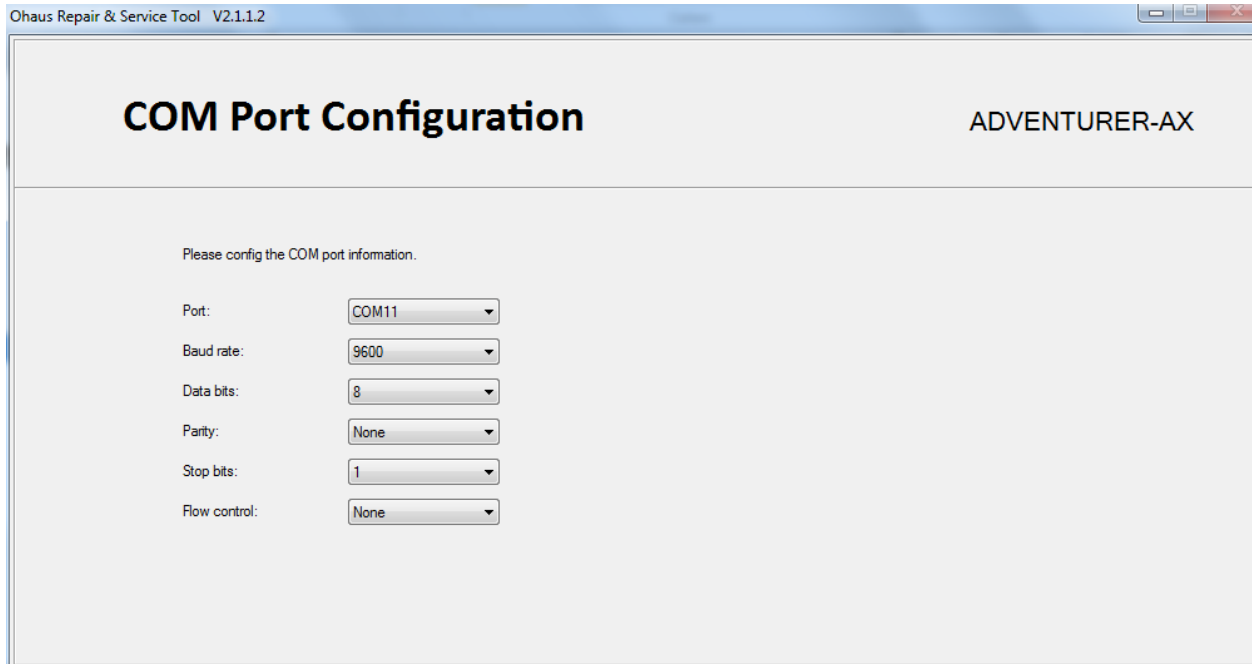 Ohaus Repair & Service Tool V2.1.1.2
COM Port Configuration
ADVENTURER-AX
Please config the COM port information.
Port: COM11
Baud rate: 9600
Data bits: 8
Parity: None
Stop bits: 1
Flow control: None